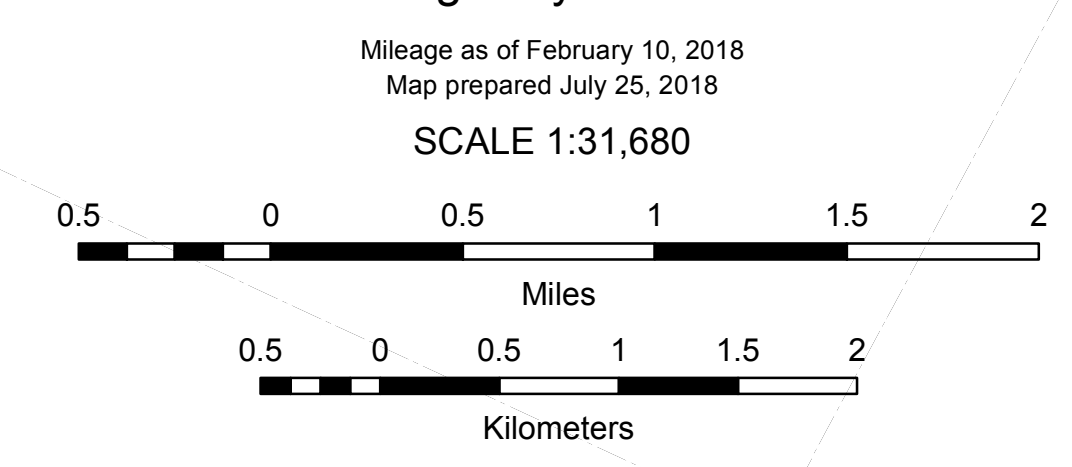 Mileage as of February 10, 2018
Map prepared July 25, 2018
SCALE 1:31,680
0.5 0 0.5 1 1.5 2
Miles
0.5 0 0.5 1 1.5 2
Kilometers